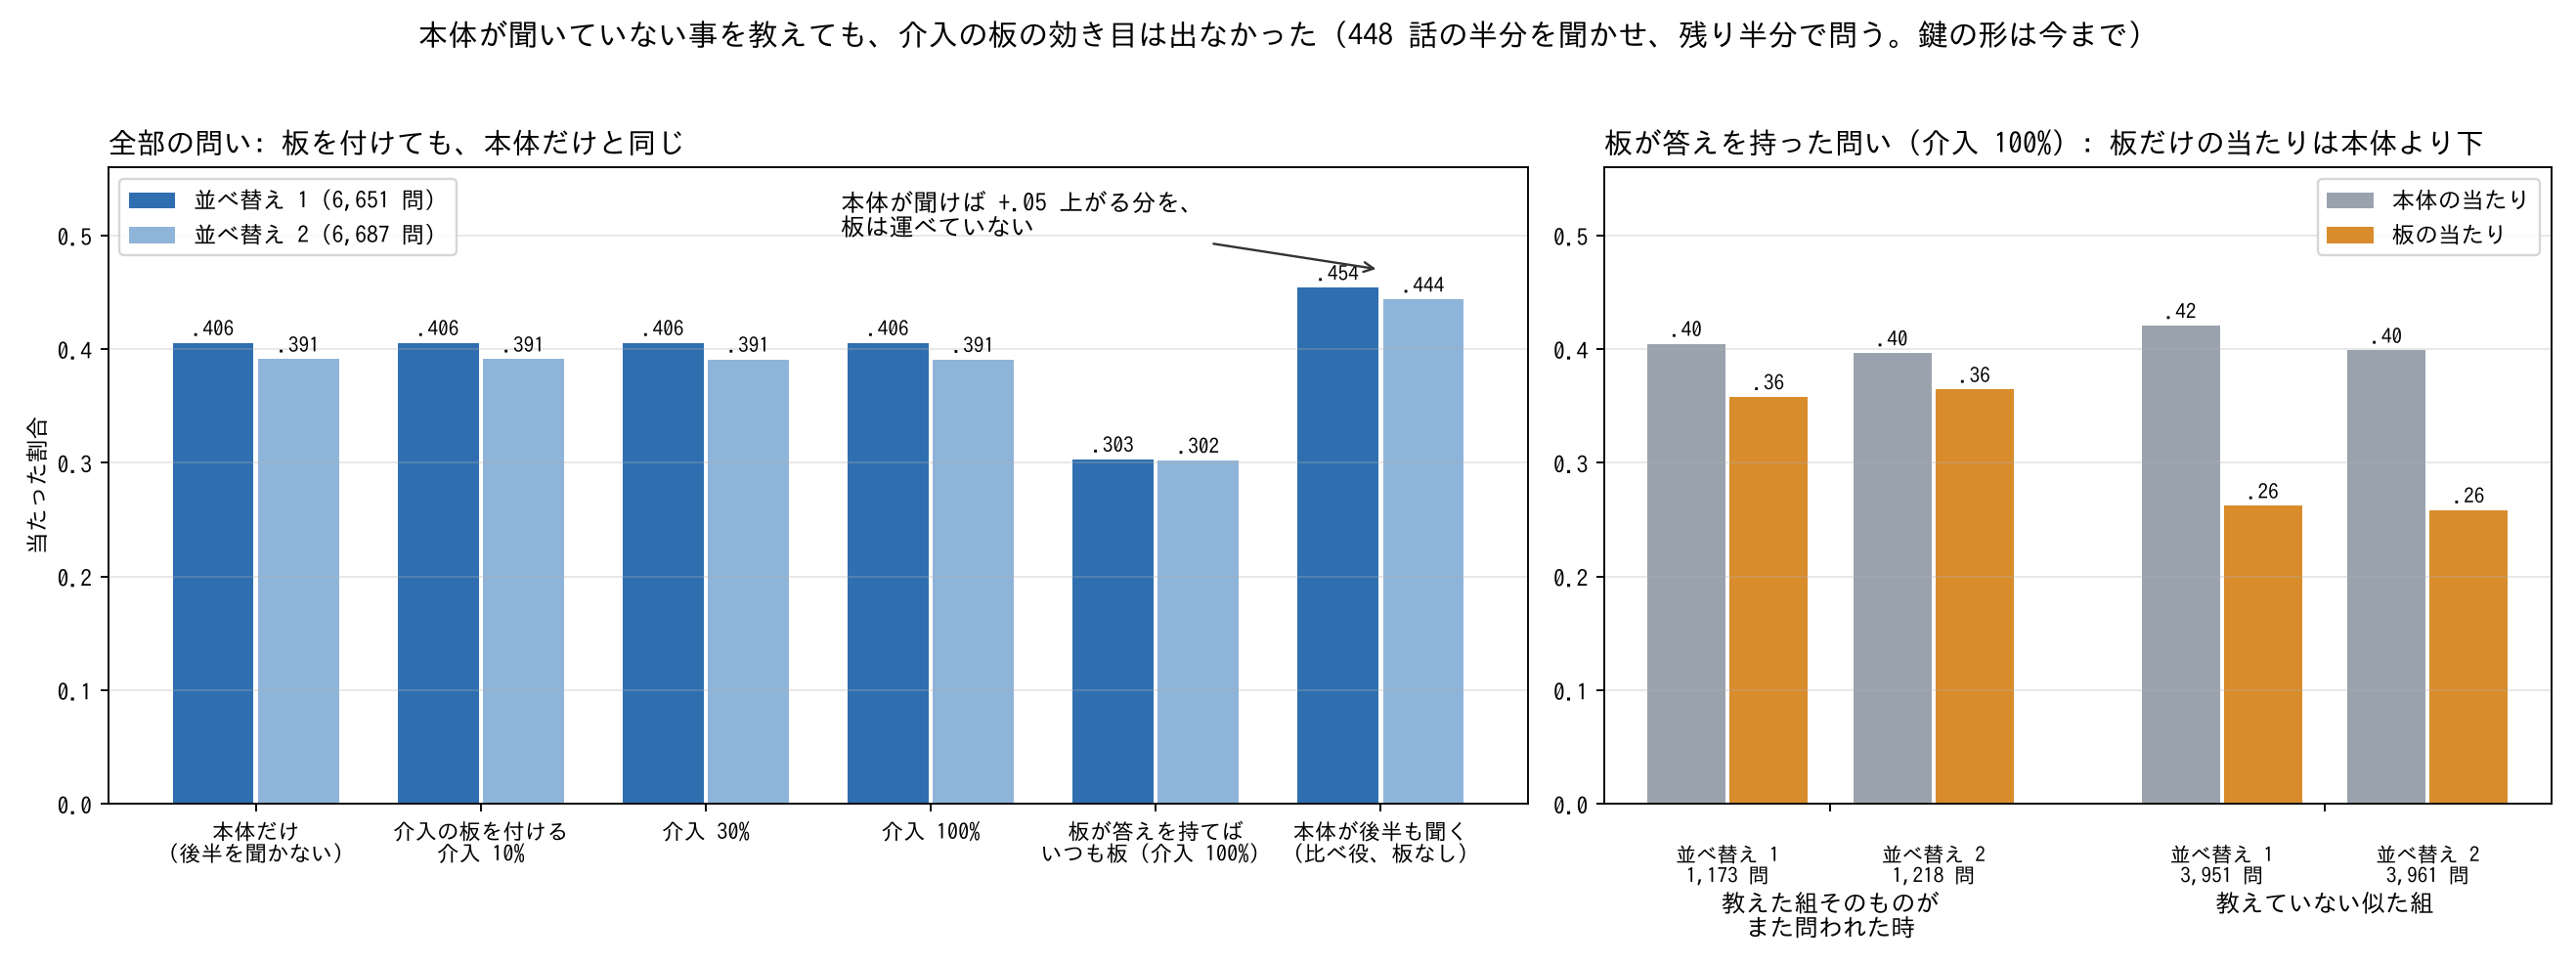 本体が聞いていない事を教えても、介入の板の効き目は出なかった（448 話の半分を聞かせ、残り半分で問う。鍵の形は今まで）
全部の問い: 板を付けても、本体だけと同じ
並べ替え 1（6,651 問）
並べ替え 2（6,687 問）
本体が聞けば +.05 上がる分を、
板は運べていない
当たった割合
0.5
0.4
0.3
0.2
0.1
0.0
.406
.391
.406
.391
.406
.391
.406
.391
.303
.302
.454
.444
本体だけ
（後半を聞かない）
介入の板を付ける
介入 10%
介入 30%
介入 100%
板が答えを持てば
いつも板（介入 100%）
本体が後半も聞く
（比べ役、板なし）
板が答えを持った問い（介入 100%）: 板だけの当たりは本体より下
本体の当たり
板の当たり
0.5
0.4
0.3
0.2
0.1
0.0
.40
.36
.40
.36
.42
.26
.40
.26
並べ替え 1
1,173 問
並べ替え 2
1,218 問
並べ替え 1
3,951 問
並べ替え 2
3,961 問
教えた組そのものが
また問われた時
教えていない似た組